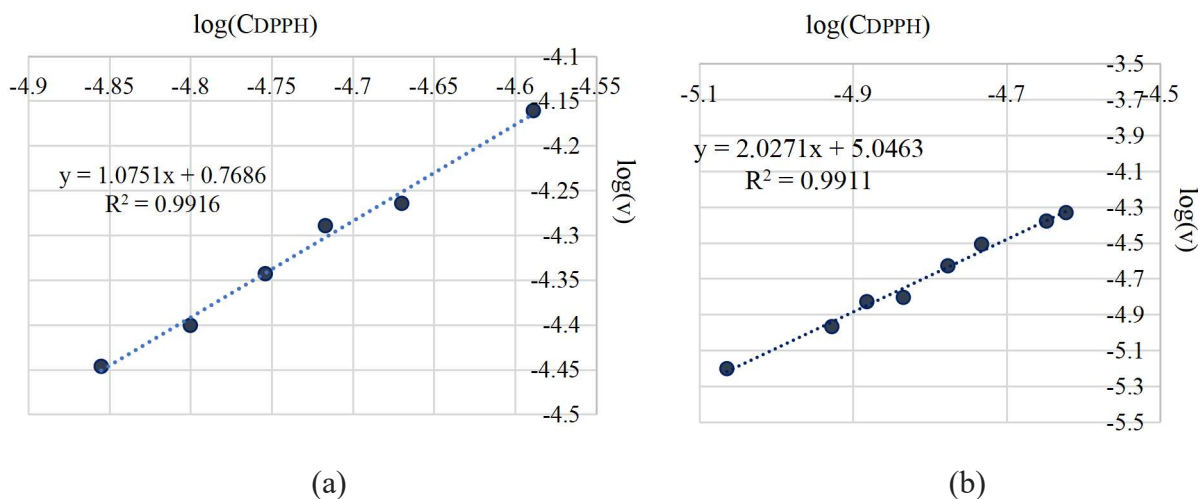 log(CDPPH)
-4.9 -4.85 -4.8 -4.75 -4.7 -4.65 -4.6 -4.55
-4.1
-4.15
-4.2
-4.25
-4.3
-4.35
-4.4
-4.45
-4.5
log(v)
y = 1.0751x + 0.7686
R² = 0.9916
(a)
log(CDPPH)
-5.1 -4.9 -4.7 -4.5
-3.5
-3.7
-3.9
-4.1
-4.3
-4.5
-4.7
-4.9
-5.1
-5.3
-5.5
log(v)
y = 2.0271x + 5.0463
R² = 0.9911
(b)